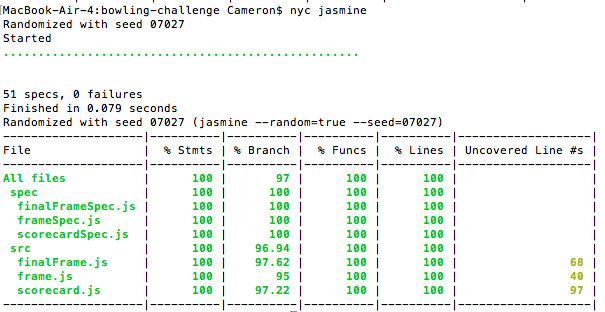 MacBook-Air-4:bowling-challenge Cameron$ nyc jasmine
Randomized with seed 07027
Started
...................................................
51 specs, 0 failures
Finished in 0.079 seconds
Randomized with seed 07027 (jasmine --random=true --seed=07027)
---------------------|----------|----------|----------|----------|-------------------|
File                 |  % Stmts | % Branch |  % Funcs |  % Lines | Uncovered Line #s |
---------------------|----------|----------|----------|----------|-------------------|
All files            |      100 |       97 |      100 |      100 |                   |
 spec                |      100 |      100 |      100 |      100 |                   |
  finalFrameSpec.js  |      100 |      100 |      100 |      100 |                   |
  frameSpec.js       |      100 |      100 |      100 |      100 |                   |
  scorecardSpec.js   |      100 |      100 |      100 |      100 |                   |
 src                 |      100 |    96.94 |      100 |      100 |                   |
  finalFrame.js      |      100 |    97.62 |      100 |      100 |                68 |
  frame.js           |      100 |       95 |      100 |      100 |                40 |
  scorecard.js       |      100 |    97.22 |      100 |      100 |                97 |
---------------------|----------|----------|----------|----------|-------------------|